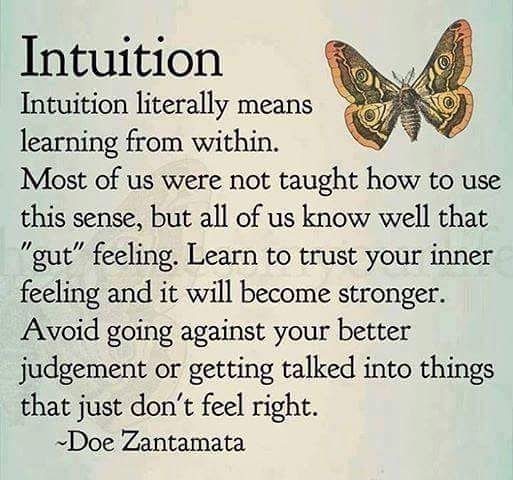 Intuition
Intuition literally means
learning from within.
Most of us were not taught how to use
this sense, but all of us know well that
"gut" feeling. Learn to trust your inner
feeling and it will become stronger.
Avoid going against your better
judgement or getting talked into things
that just don't feel right.
~Doe Zantamata